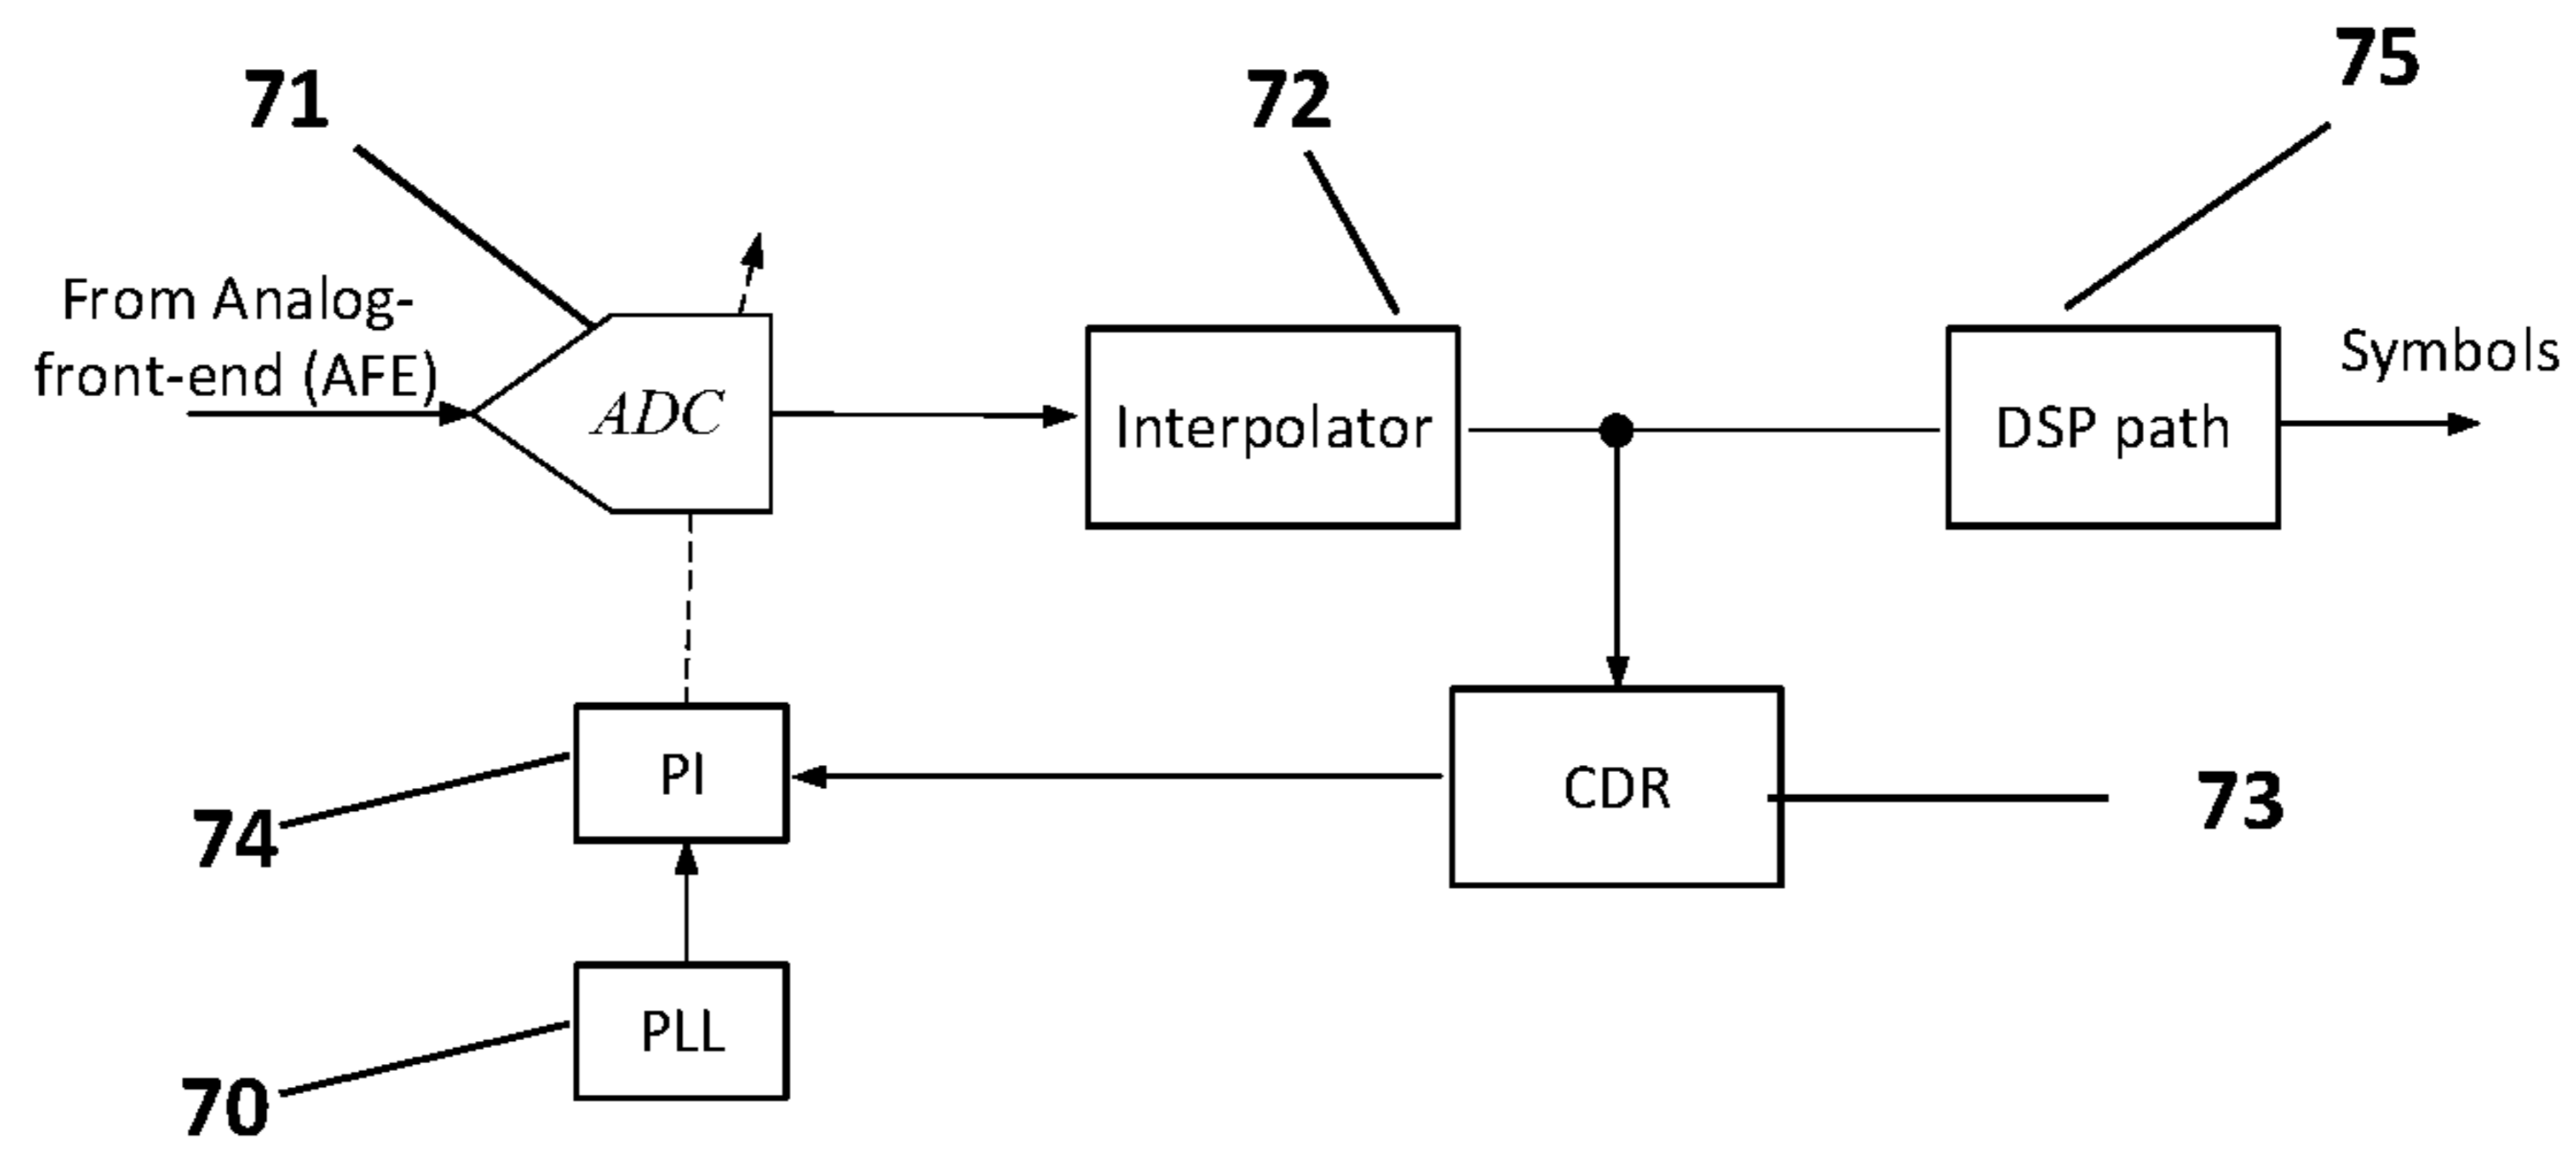 75
71
72
From Analog-
front-end (AFE)
Symbols
ADC
Interpolator
DSP path
PI
CDR
73
74
PLL
70